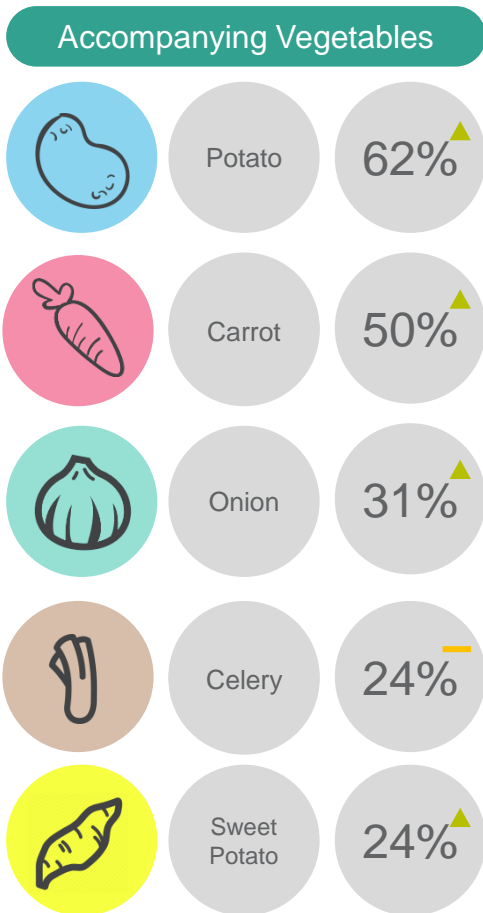 Accompanying Vegetables
Potato
62%
Carrot
50%
Onion
31%
Celery
24%
Sweet
Potato
24%